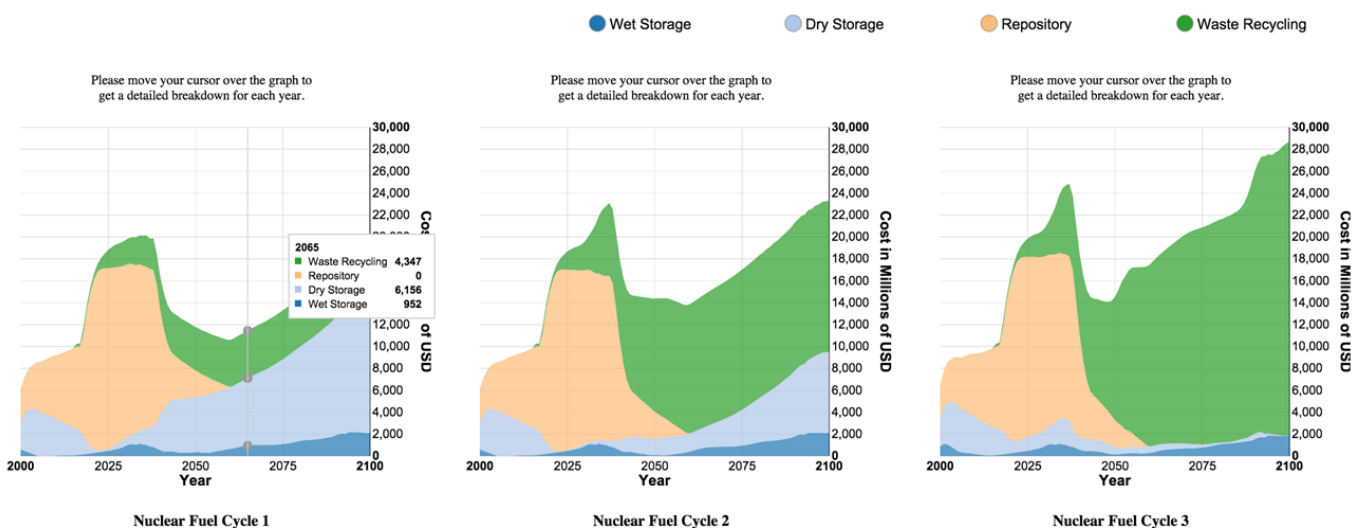 Wet Storage
Dry Storage
Repository
Waste Recycling
Please move your cursor over the graph to
get a detailed breakdown for each year.
30,000
28,000
26,000
24,000
22,000
20,000
2065
Waste Recycling 4,347
Repository 0
Dry Storage 6,156
Wet Storage 952
12,000
10,000
8,000
6,000
4,000
2,000
0
Co
of USD
2000
2025
2050
2075
2100
Year
Nuclear Fuel Cycle 1
Please move your cursor over the graph to
get a detailed breakdown for each year.
30,000
28,000
26,000
24,000
22,000
20,000
18,000
16,000
14,000
12,000
10,000
8,000
6,000
4,000
2,000
0
Cost in Millions of USD
2000
2025
2050
2075
2100
Year
Nuclear Fuel Cycle 2
Please move your cursor over the graph to
get a detailed breakdown for each year.
30,000
28,000
26,000
24,000
22,000
20,000
18,000
16,000
14,000
12,000
10,000
8,000
6,000
4,000
2,000
0
Cost in Millions of USD
2000
2025
2050
2075
2100
Year
Nuclear Fuel Cycle 3